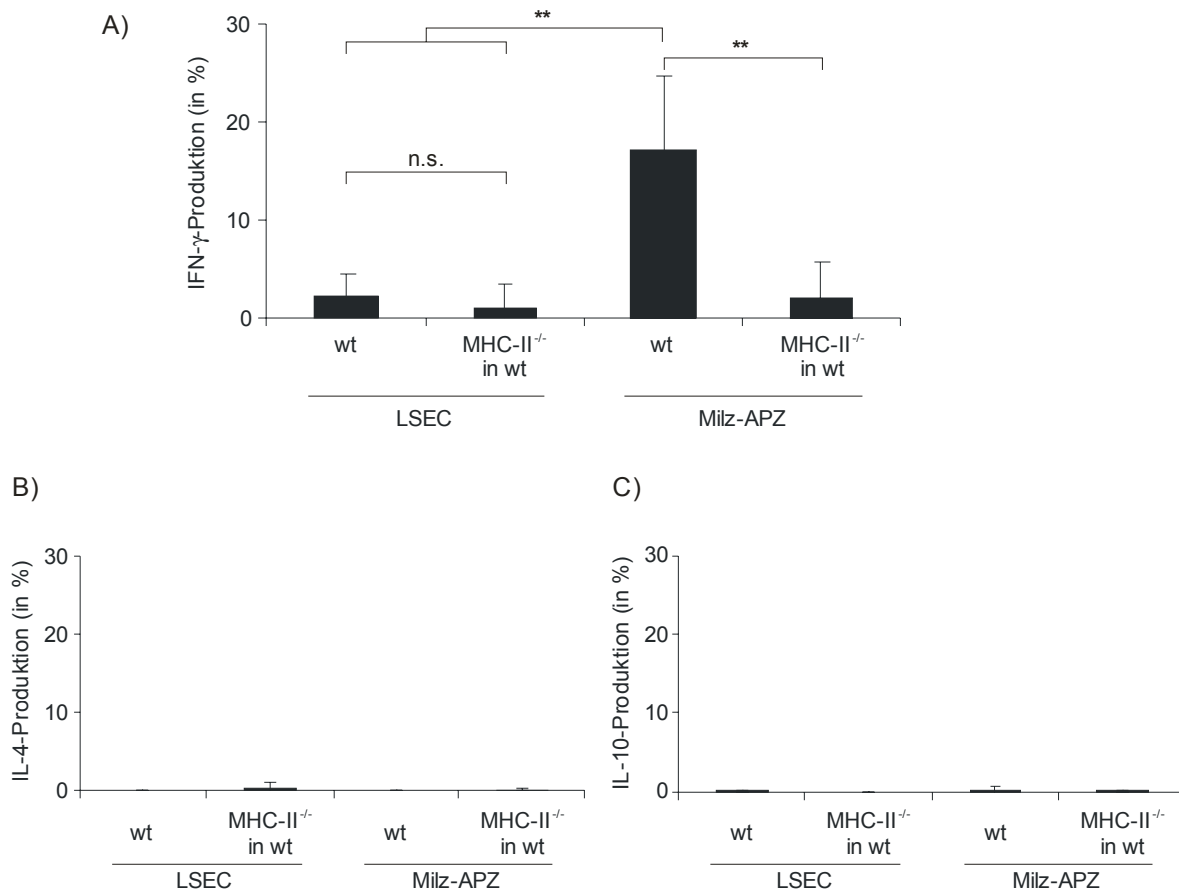 A)
IFN-γ-Produktion (in %)
30
20
10
0
**
**
n.s.
wt
MHC-II-/-
in wt
wt
MHC-II-/-
in wt
LSEC
Milz-APZ
B)
IL-4-Produktion (in %)
30
20
10
0
wt
MHC-II-/-
in wt
wt
MHC-II-/-
in wt
LSEC
Milz-APZ
C)
IL-10-Produktion (in %)
30
20
10
0
wt
MHC-II-/-
in wt
wt
MHC-II-/-
in wt
LSEC
Milz-APZ